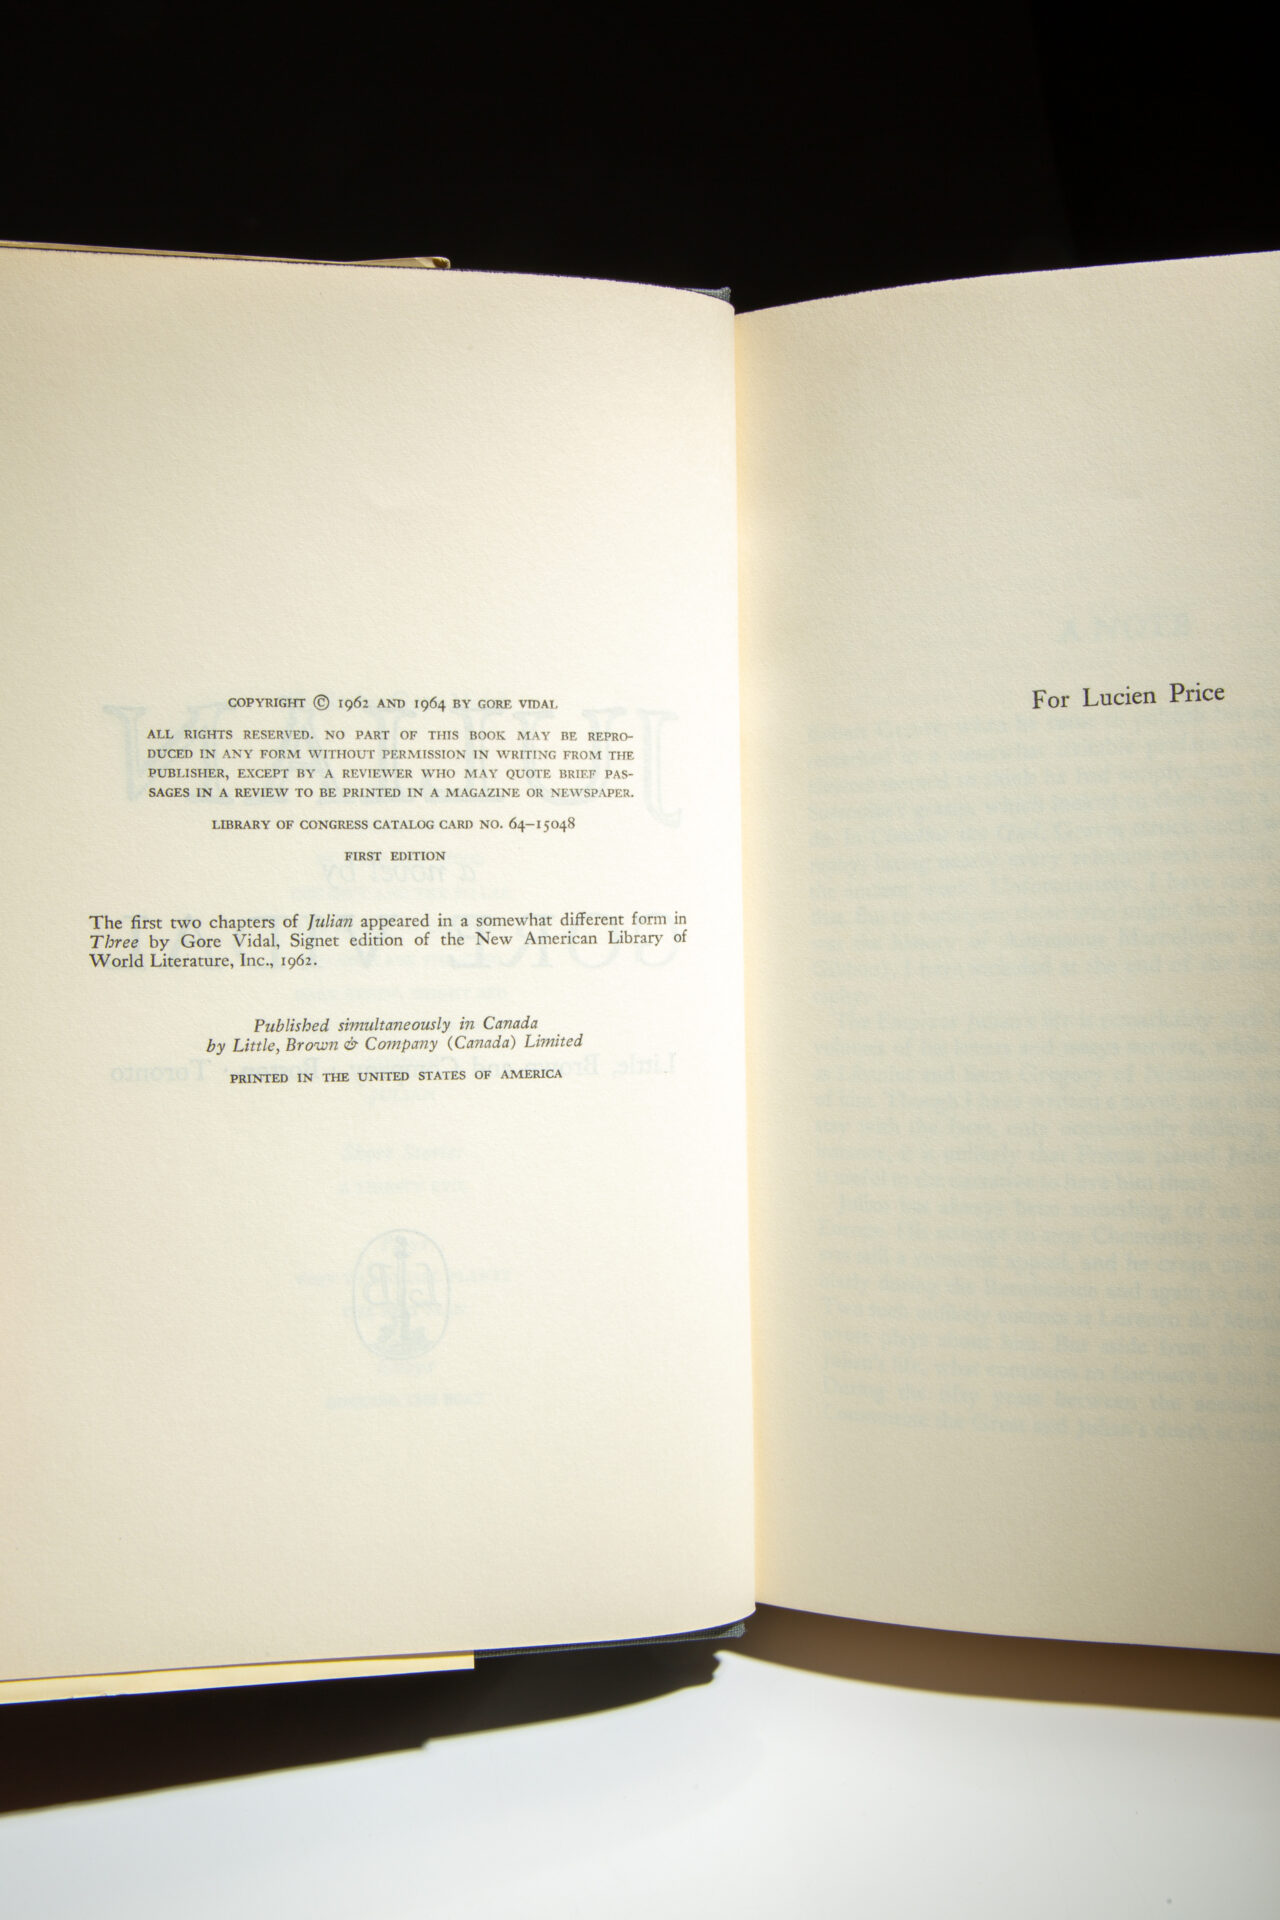 COPYRIGHT © 1962 AND 1964 BY GORE VIDAL
ALL RIGHTS RESERVED. NO PART OF THIS BOOK MAY BE REPRO-
DUCED IN ANY FORM WITHOUT PERMISSION IN WRITING FROM THE
PUBLISHER, EXCEPT BY A REVIEWER WHO MAY QUOTE BRIEF PAS-
SAGES IN A REVIEW TO BE PRINTED IN A MAGAZINE OR NEWSPAPER.
LIBRARY OF CONGRESS CATALOG CARD NO. 64–15048
FIRST EDITION
The first two chapters of Julian appeared in a somewhat different form in
Three by Gore Vidal, Signet edition of the New American Library of
World Literature, Inc., 1962.
Published simultaneously in Canada
by Little, Brown & Company (Canada) Limited
PRINTED IN THE UNITED STATES OF AMERICA
For Lucien Price